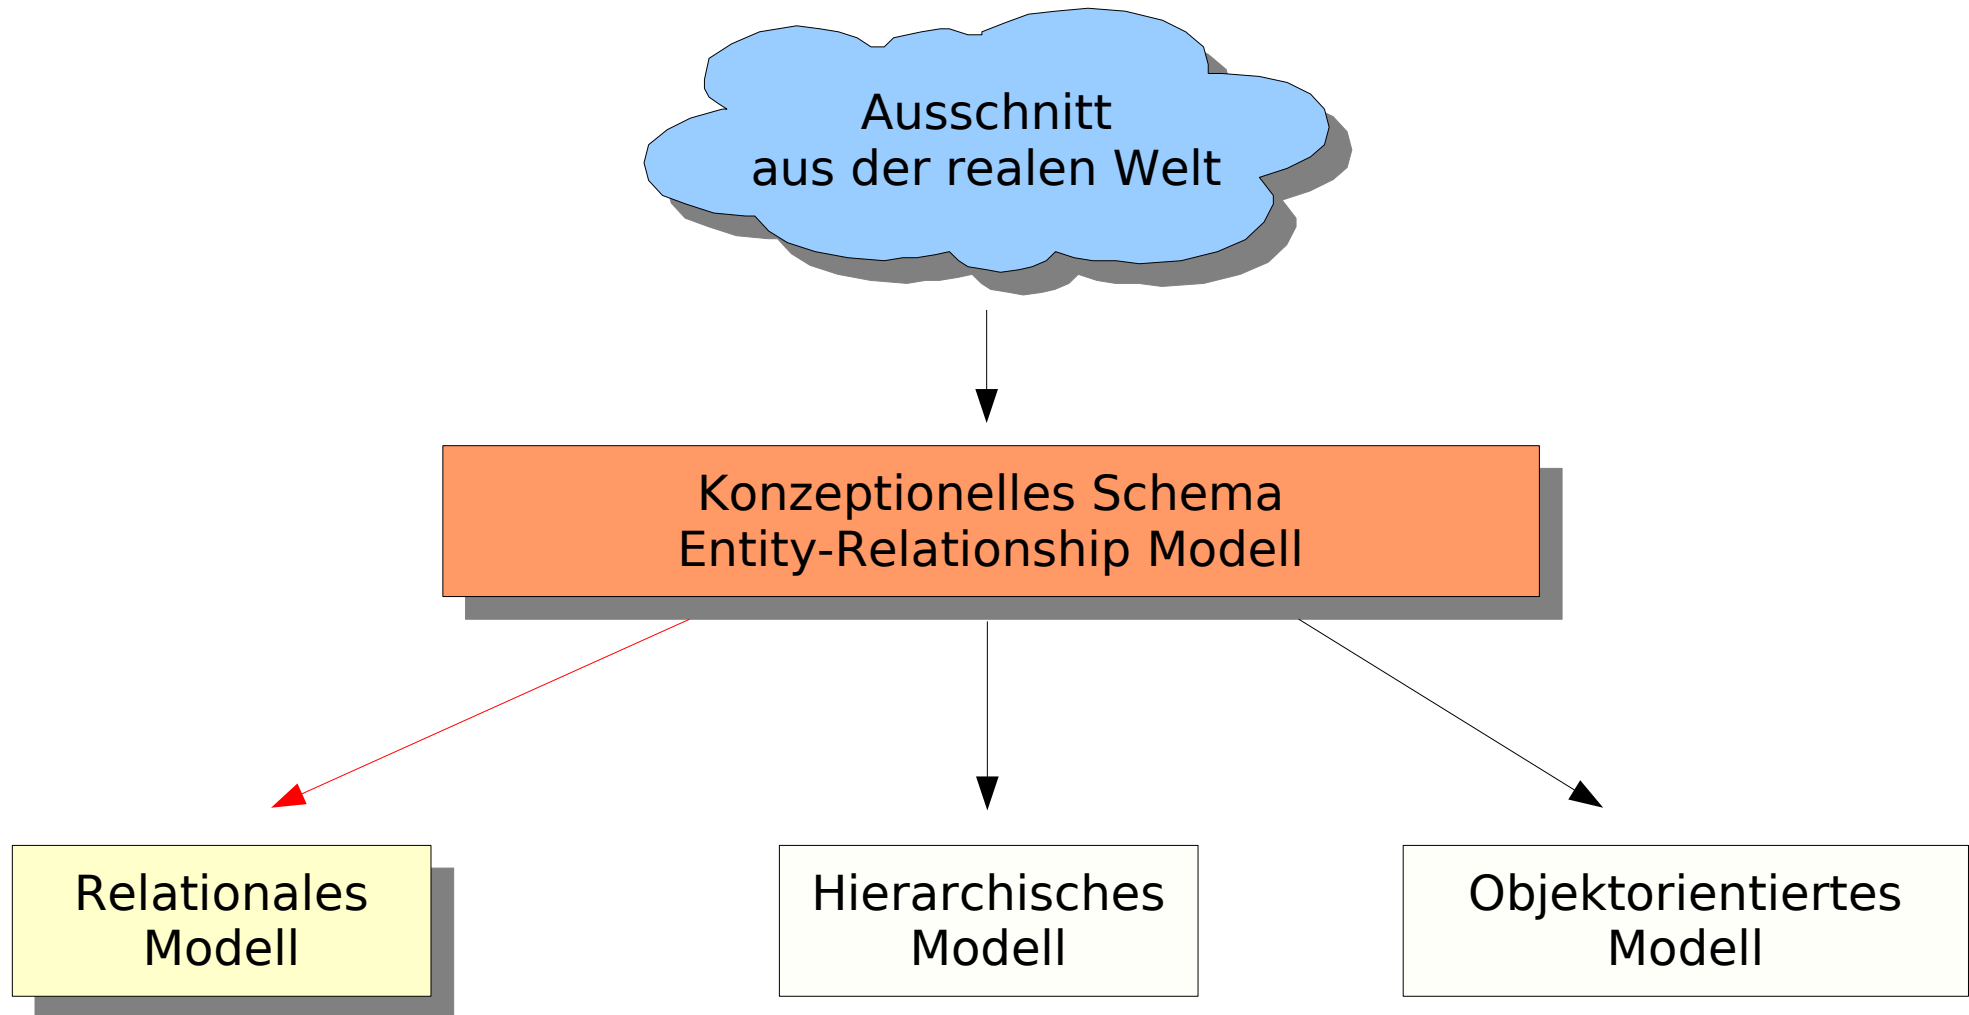 Ausschnitt
aus der realen Welt
Konzeptionelles Schema
Entity-Relationship Modell
Relationales
Modell
Hierarchisches
Modell
Objektorientiertes
Modell